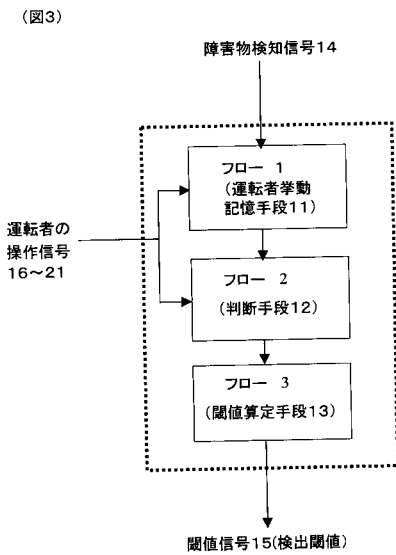 (図3)
障害物検知信号14
フロー 1
(運転者挙動
記憶手段11)
運転者の
操作信号
16~21
フロー 2
(判断手段12)
フロー 3
(閾値算定手段13)
閾値信号15(検出閾値)